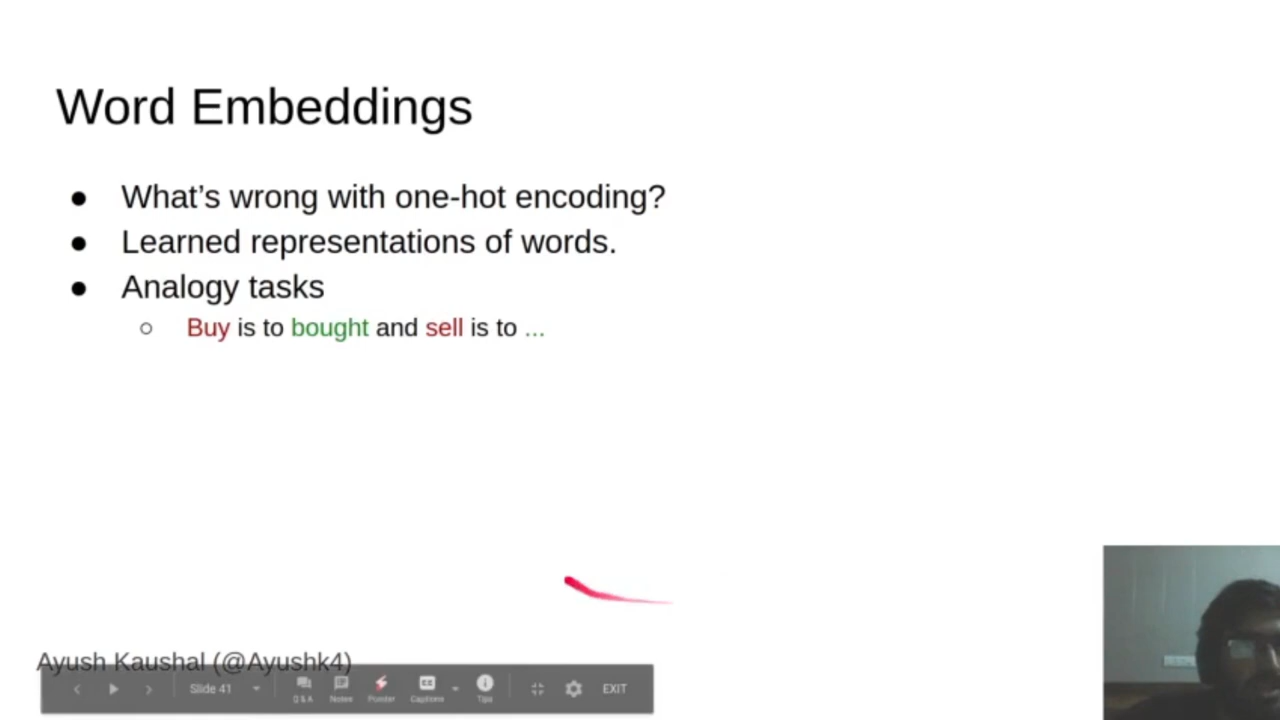 Word Embeddings
● What's wrong with one-hot encoding?
● Learned representations of words.
● Analogy tasks
○ Buy is to bought and sell is to ...
Ayush Kaushal (@Ayushk4)
Slide 41
Q & A Notes Pointer Captions Tips EXIT
CC